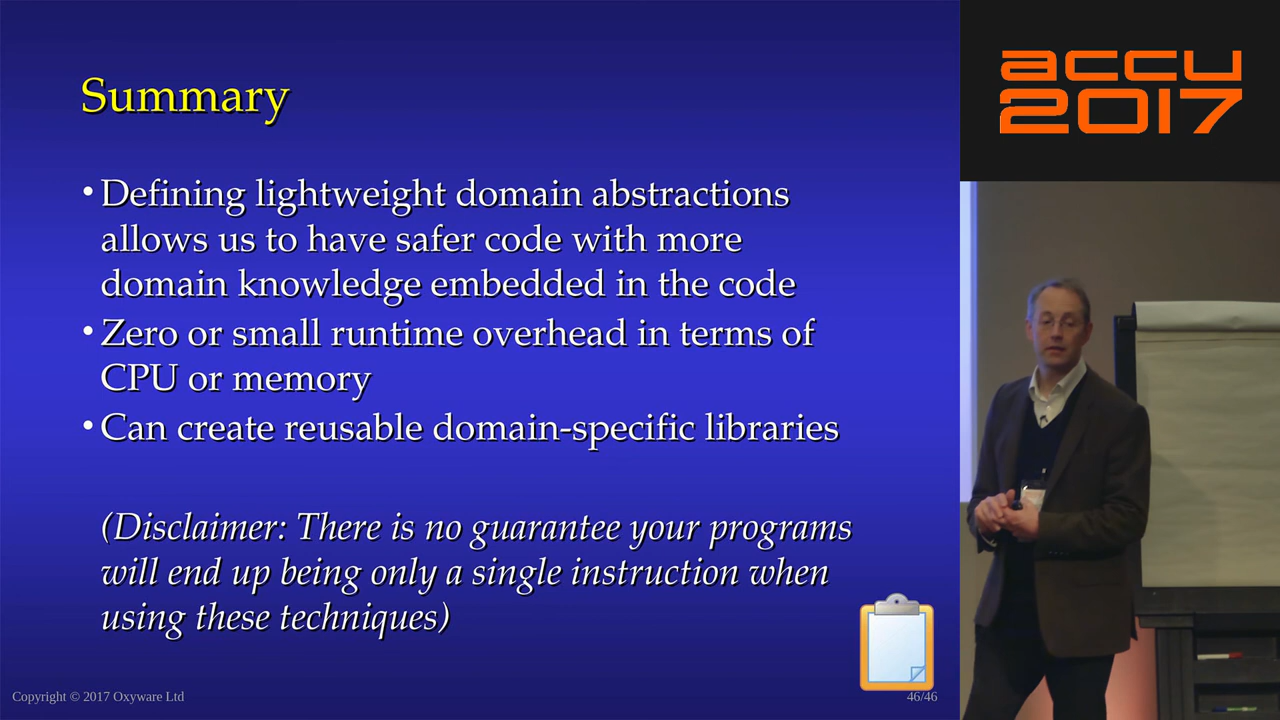 Summary
• Defining lightweight domain abstractions
allows us to have safer code with more
domain knowledge embedded in the code
• Zero or small runtime overhead in terms of
CPU or memory
• Can create reusable domain-specific libraries
(Disclaimer: There is no guarantee your programs
will end up being only a single instruction when
using these techniques)
Copyright © 2017 Oxyware Ltd
46/46
accu
2017